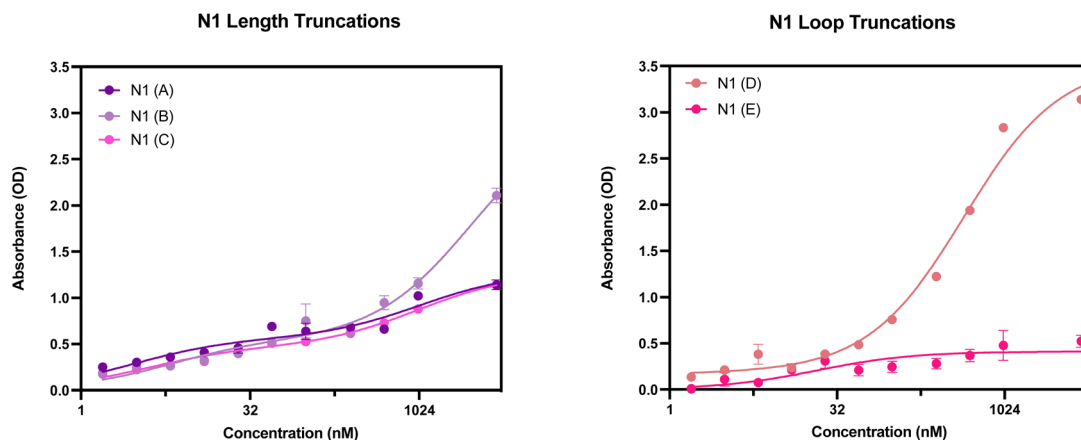 N1 Length Truncations
Absorbance (OD)
3.5
3.0
2.5
2.0
1.5
1.0
0.5
0.0
N1 (A)
N1 (B)
N1 (C)
1
32
1024
Concentration (nM)
N1 Loop Truncations
Absorbance (OD)
3.5
3.0
2.5
2.0
1.5
1.0
0.5
0.0
N1 (D)
N1 (E)
1
32
1024
Concentration (nM)